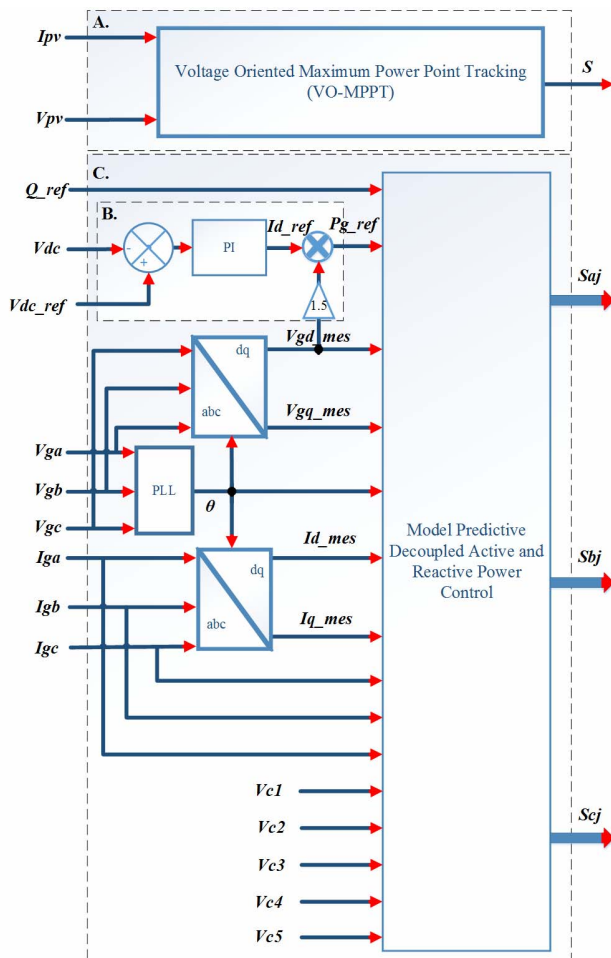 A.
Ipv
Vpv
Voltage Oriented Maximum Power Point Tracking
(VO-MPPT)
S
C.
Q_ref
B.
Vdc
-
+
PI
Id_ref
Pg_ref
Vdc_ref
1.5
Vgd_mes
dq
abc
Vgq_mes
Vga
Vgb
Vgc
PLL
θ
Iga
Igb
Igc
dq
abc
Id_mes
Iq_mes
Model Predictive
Decoupled Active and
Reactive Power
Control
Saj
Sbj
Scj
Vc1
Vc2
Vc3
Vc4
Vc5